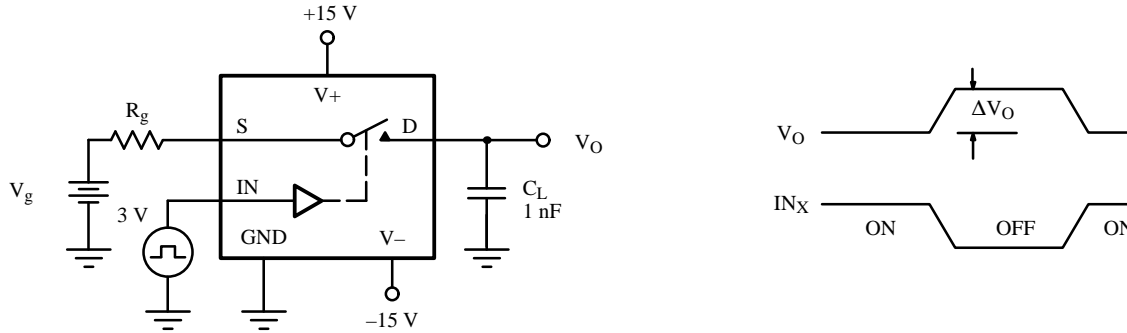 +15 V
V+
Rg
S
D
VO
Vg
IN
3 V
CL
1 nF
GND
V–
–15 V
ΔVO
VO
INX
ON
OFF
ON